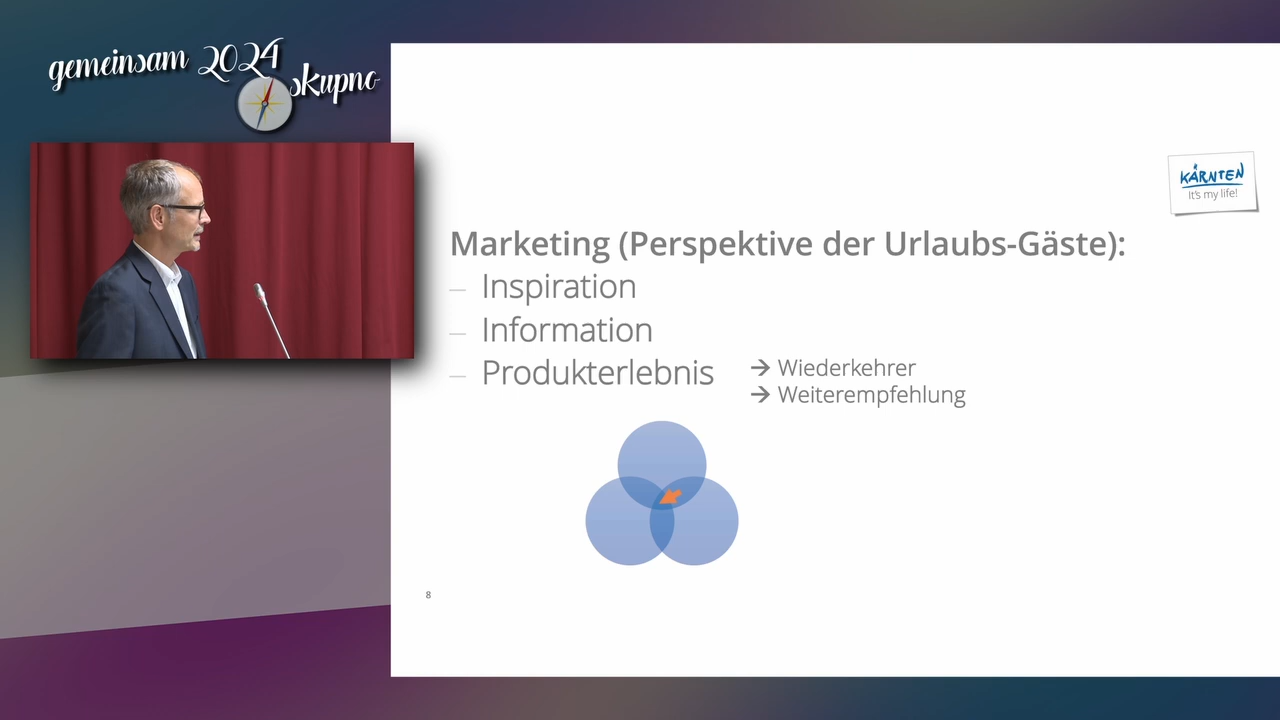 gemeinsam 2024
skupno
KÄRNTEN
It's my life!
Marketing (Perspektive der Urlaubs-Gäste):
– Inspiration
– Information
– Produkterlebnis
→ Wiederkehrer
→ Weiterempfehlung
8